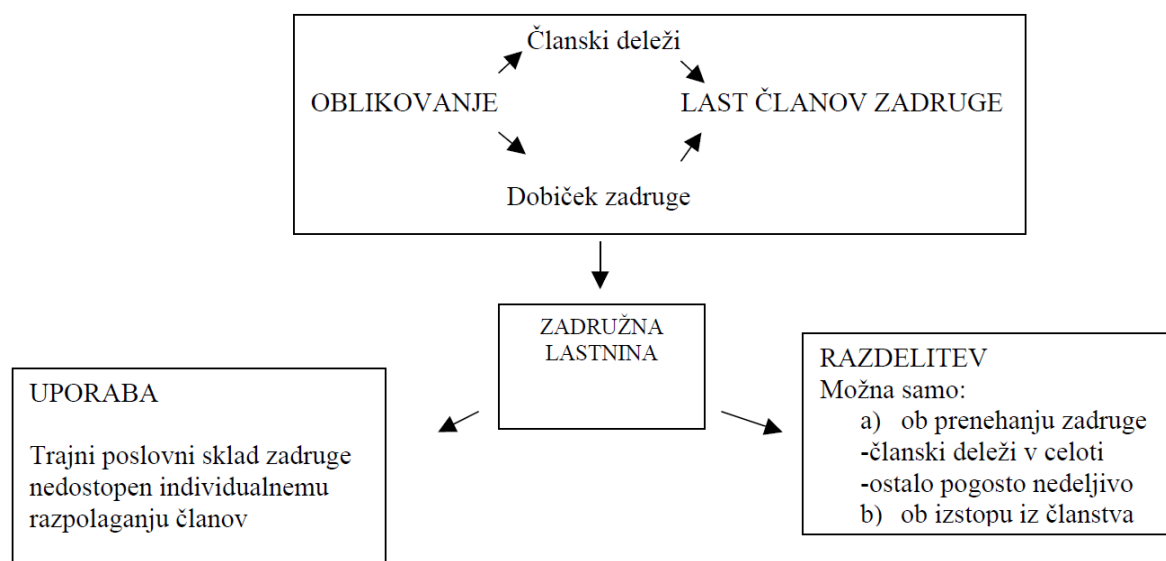 Članski deleži
OBLIKOVANJE
LAST ČLANOV ZADRUGE
Dobiček zadruge
ZADRUŽNA
LASTNINA
UPORABA
Trajni poslovni sklad zadruge
nedostopen individualnemu
razpolaganju članov
RAZDELITEV
Možna samo:
a) ob prenehanju zadruge
-članski deleži v celoti
-ostalo pogosto nedeljivo
b) ob izstopu iz članstva